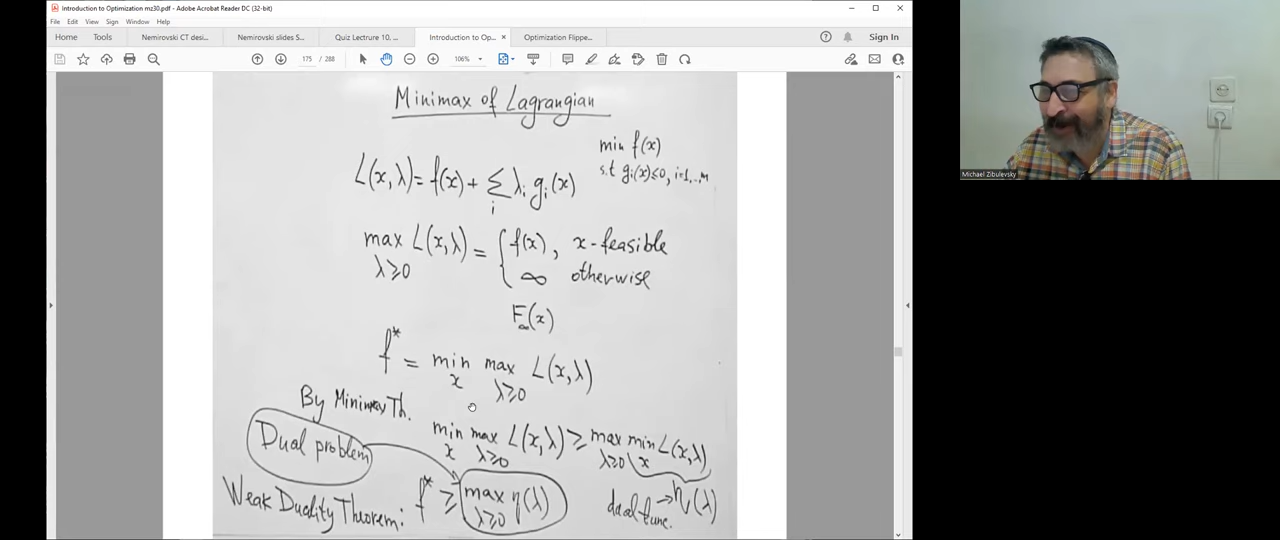 Introduction to Optimization mz30.pdf - Adobe Acrobat Reader DC (32-bit)
File Edit View Sign Window Help
Home Tools Nemirovski CT desi... Nemirovski slides S... Quiz Lecture 10, ... Introduction to Op... × Optimization Flippe... Sign In
175 / 288 106%
Minimax of Lagrangian
min f(x)
s.t gᵢ(x)≤0, i=1,..m
L(x,λ)= f(x) + ∑ᵢ λᵢ gᵢ(x)
max L(x,λ) = { f(x), x-feasible
λ≥0 ∞ otherwise
F∞(x)
f* = min max L(x,λ)
x λ≥0
By Minimax Th.
min max L(x,λ) ≥ max min L(x,λ)
x λ≥0 λ≥0 x
Dual problem
Weak Duality Theorem: f* ≥ max η(λ)
λ≥0
dual func. → η(λ)
Michael Zibulevsky